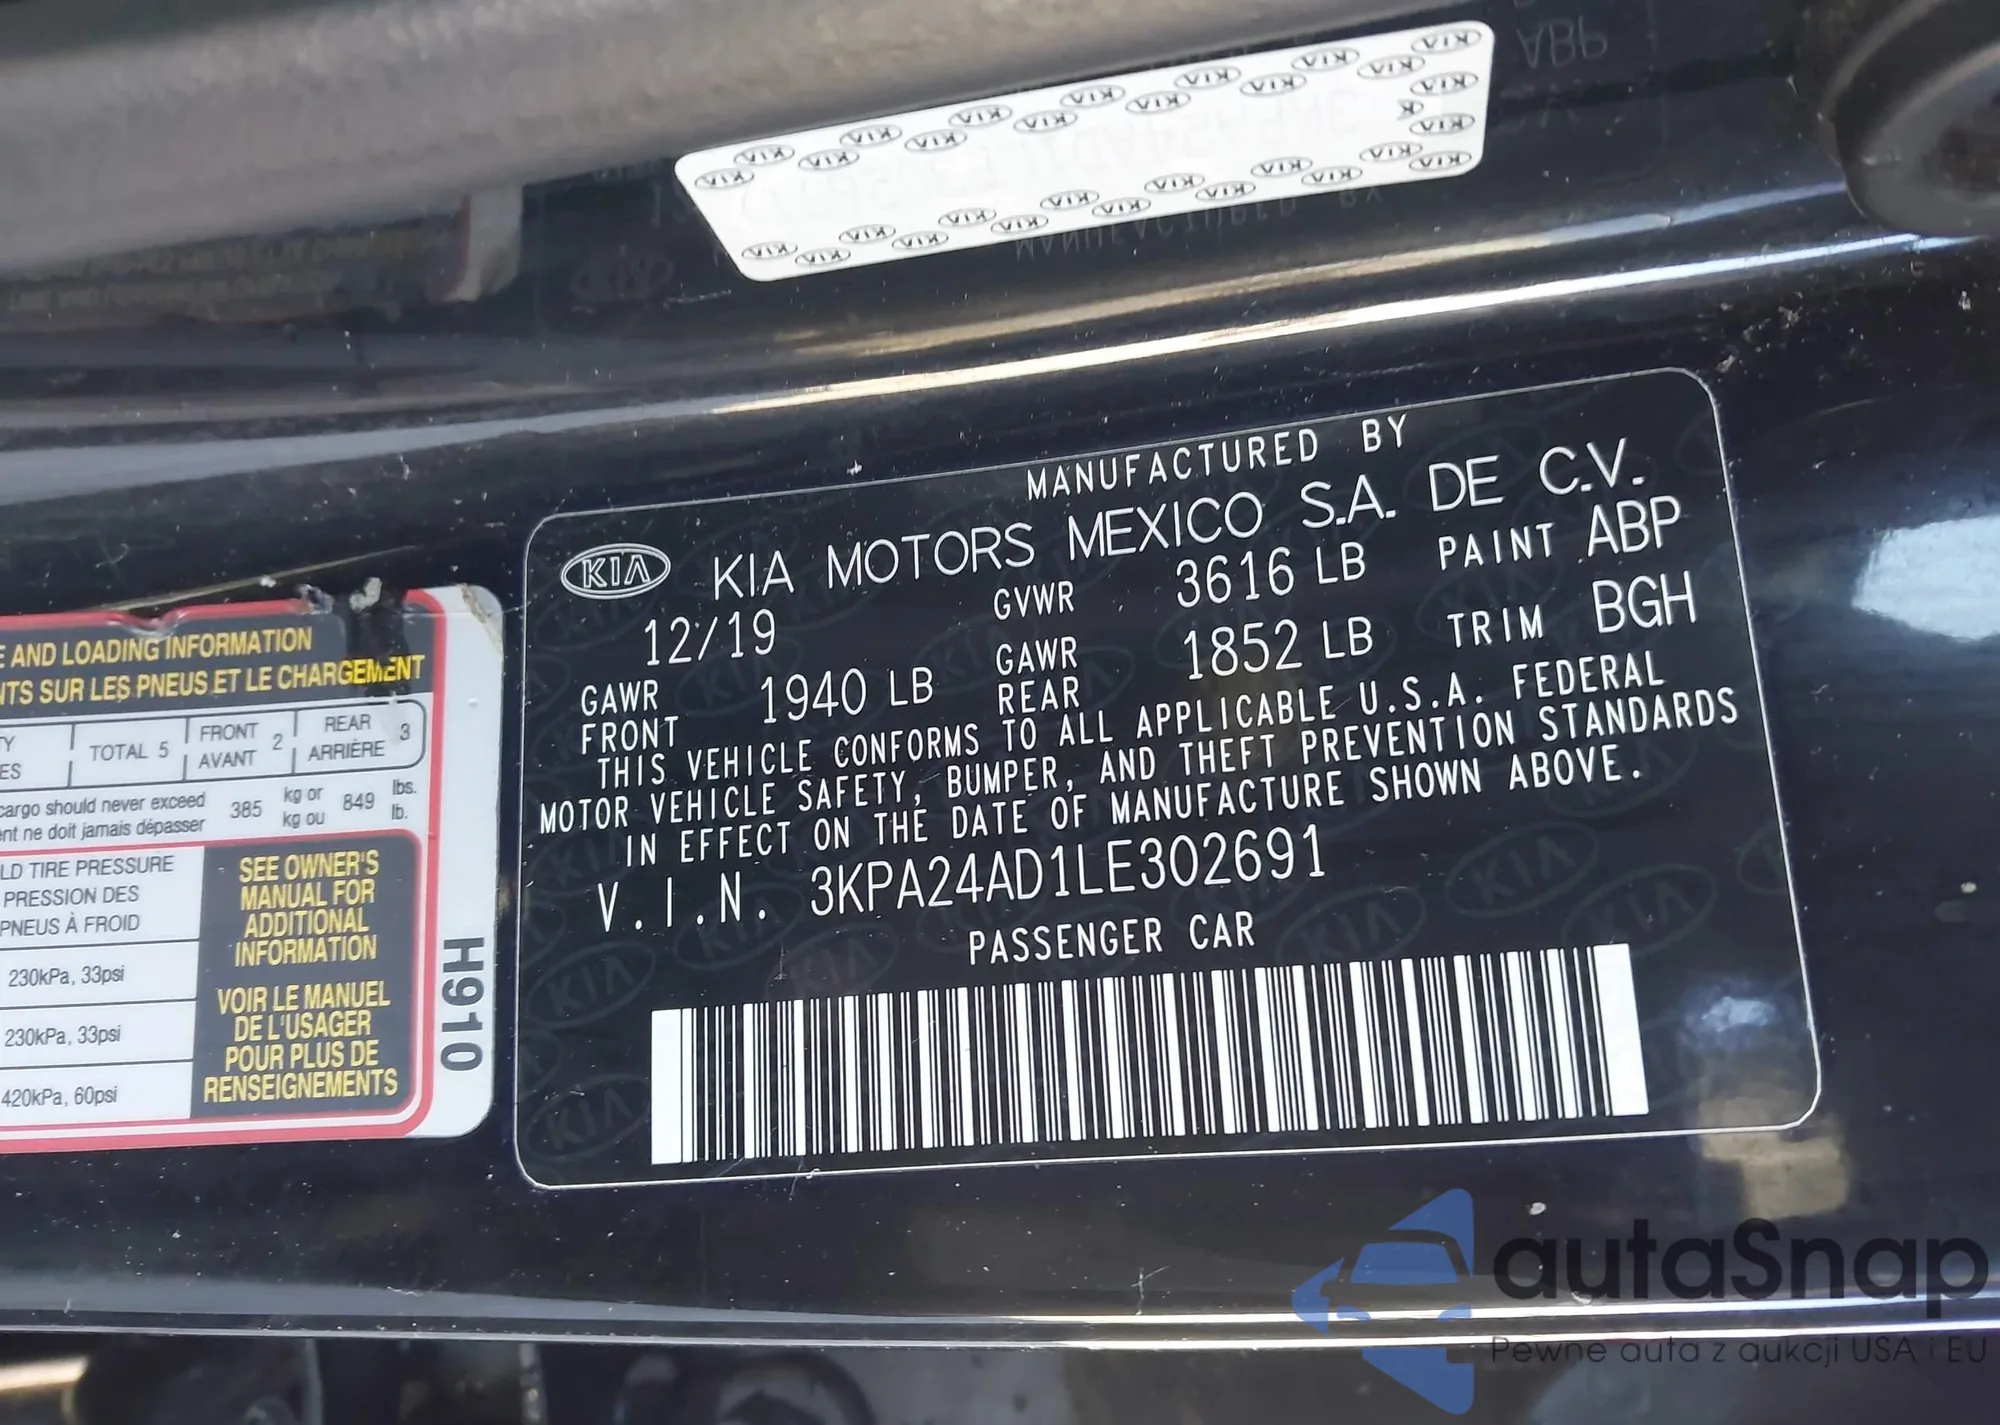 MANUFACTURED BY
KIA KIA MOTORS MEXICO S.A. DE C.V.
12/19 GVWR 3616 LB PAINT ABP
GAWR FRONT 1940 LB GAWR REAR 1852 LB TRIM BGH
THIS VEHICLE CONFORMS TO ALL APPLICABLE U.S.A. FEDERAL
MOTOR VEHICLE SAFETY, BUMPER, AND THEFT PREVENTION STANDARDS
IN EFFECT ON THE DATE OF MANUFACTURE SHOWN ABOVE.
V.I.N. 3KPA24AD1LE302691
PASSENGER CAR
AND LOADING INFORMATION
SUR LES PNEUS ET LE CHARGEMENT
TOTAL 5
FRONT
AVANT 2
REAR
ARRIÈRE 3
cargo should never exceed
ne doit jamais dépasser
385 kg or
kg ou
849 lbs.
lb.
TIRE PRESSURE
PRESSION DES
PNEUS À FROID
230kPa, 33psi
230kPa, 33psi
420kPa, 60psi
SEE OWNER'S
MANUAL FOR
ADDITIONAL
INFORMATION
VOIR LE MANUEL
DE L'USAGER
POUR PLUS DE
RENSEIGNEMENTS
H910
autaSnap
Pewne auta z aukcji USA i EU